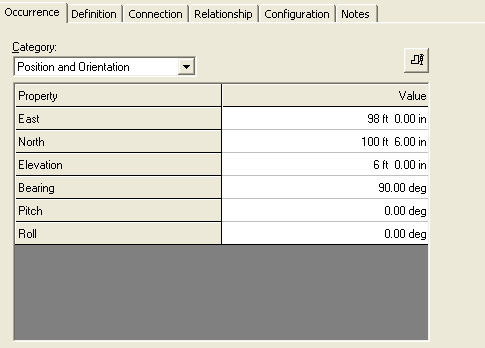 Occurrence Definition Connection Relationship Configuration Notes
Category:
Position and Orientation
Property Value
East 98 ft 0.00 in
North 100 ft 6.00 in
Elevation 6 ft 0.00 in
Bearing 90.00 deg
Pitch 0.00 deg
Roll 0.00 deg